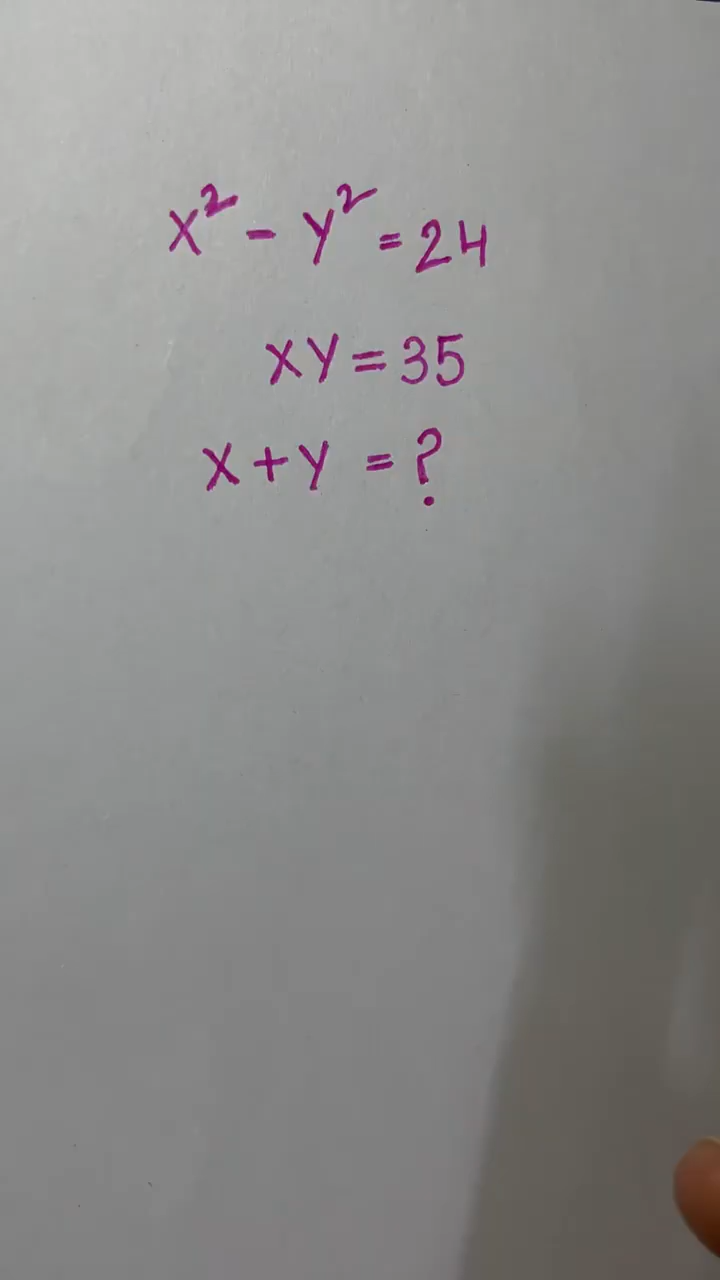 x² - y² = 24
xy = 35
x + y = ?